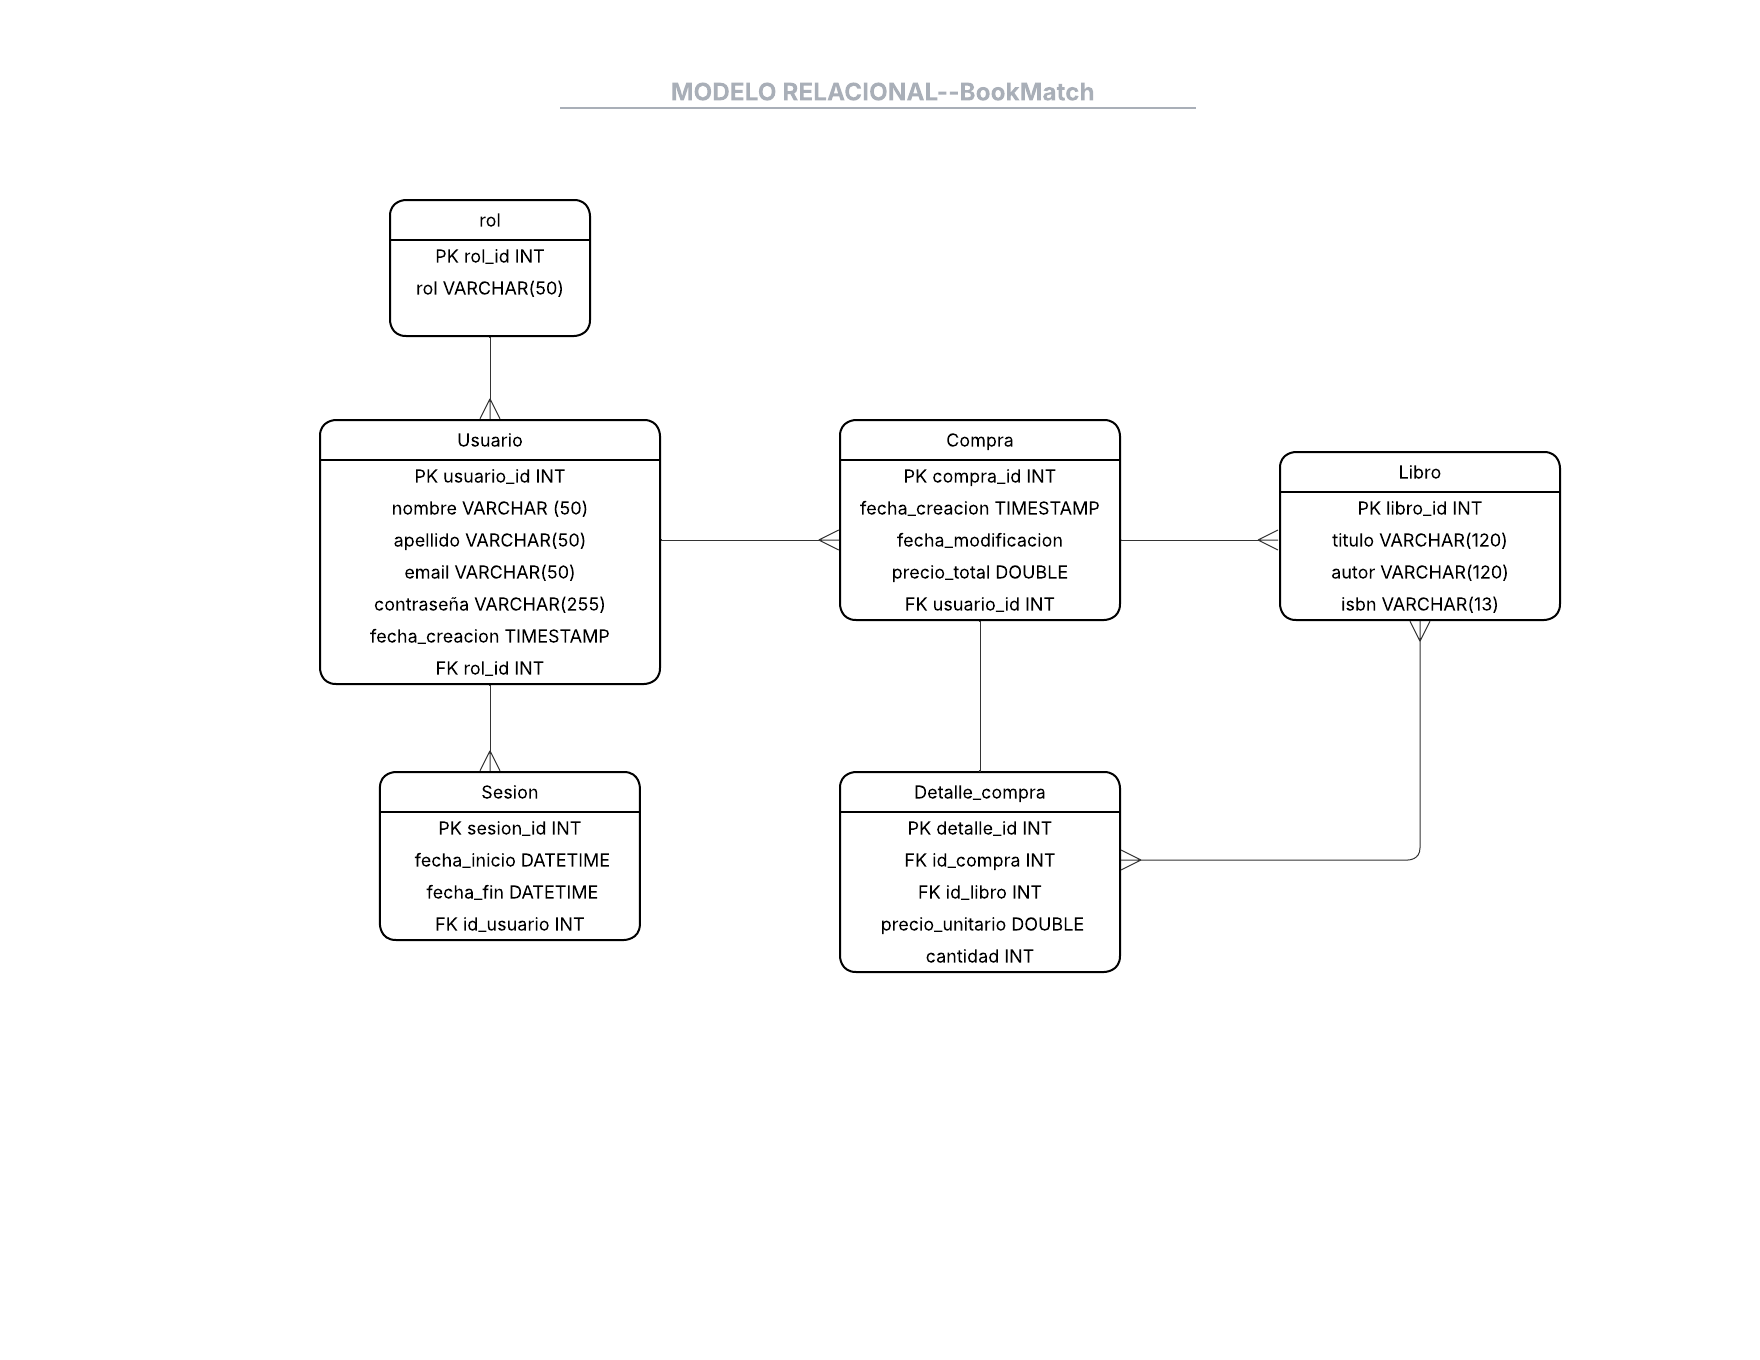 MODELO RELACIONAL--BookMatch
rol
PK rol_id INT
rol VARCHAR(50)
Usuario
PK usuario_id INT
nombre VARCHAR (50)
apellido VARCHAR(50)
email VARCHAR(50)
contraseña VARCHAR(255)
fecha_creacion TIMESTAMP
FK rol_id INT
Compra
PK compra_id INT
fecha_creacion TIMESTAMP
fecha_modificacion
precio_total DOUBLE
FK usuario_id INT
Libro
PK libro_id INT
titulo VARCHAR(120)
autor VARCHAR(120)
isbn VARCHAR(13)
Sesion
PK sesion_id INT
fecha_inicio DATETIME
fecha_fin DATETIME
FK id_usuario INT
Detalle_compra
PK detalle_id INT
FK id_compra INT
FK id_libro INT
precio_unitario DOUBLE
cantidad INT